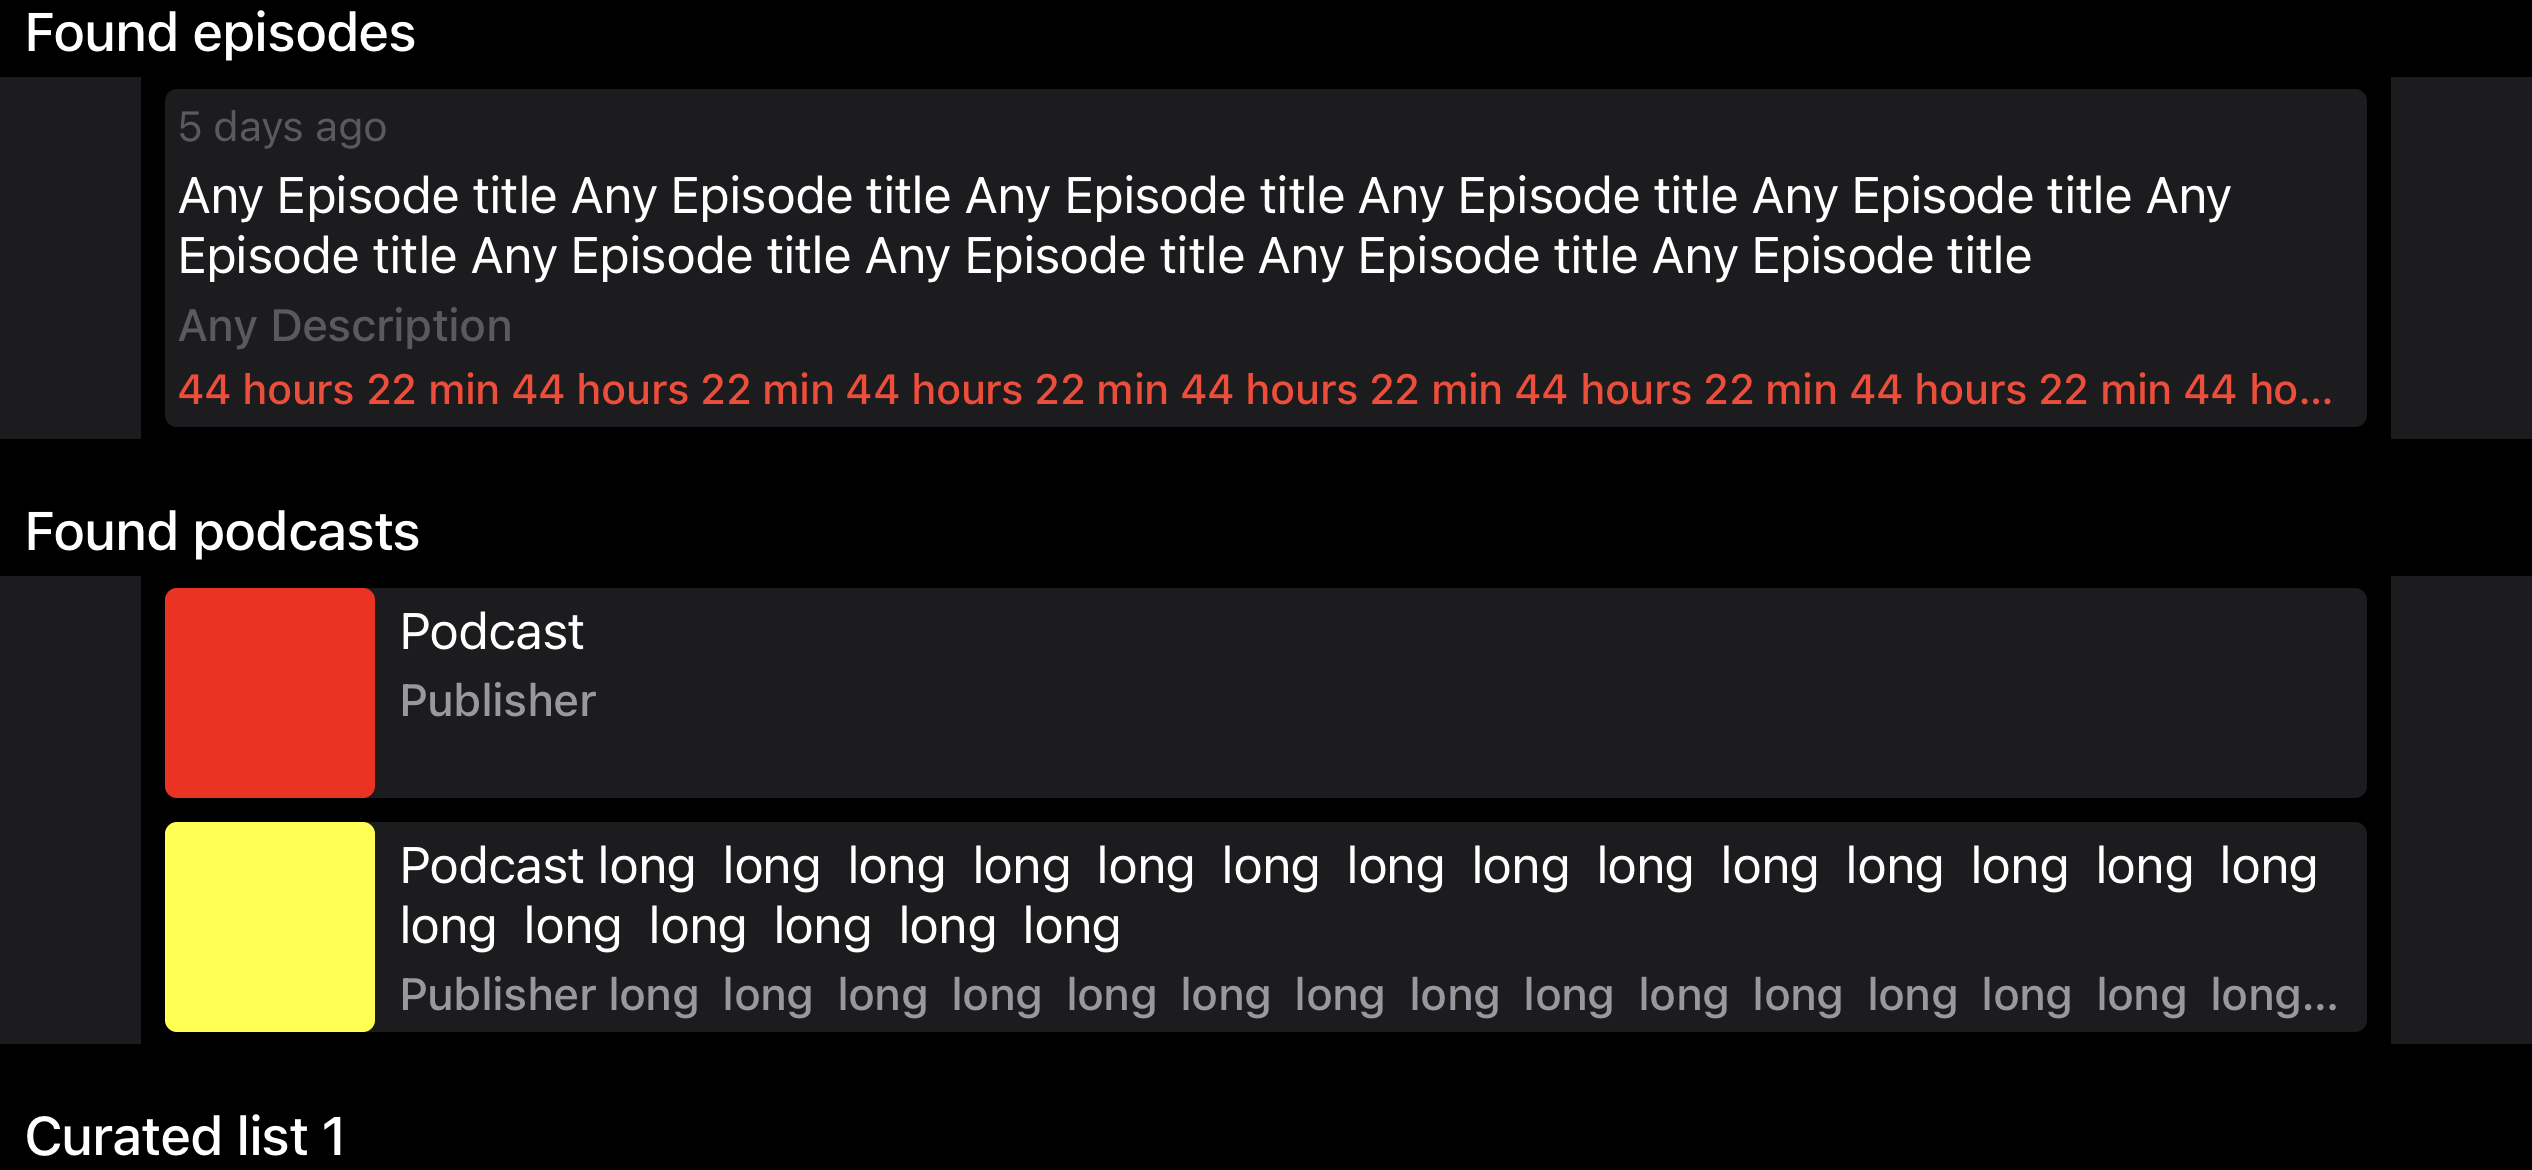 Found episodes
5 days ago
Any Episode title Any Episode title Any Episode title Any Episode title Any Episode title Any
Episode title Any Episode title Any Episode title Any Episode title Any Episode title
Any Description
44 hours 22 min 44 hours 22 min 44 hours 22 min 44 hours 22 min 44 hours 22 min 44 hours 22 min 44 ho...
Found podcasts
Podcast
Publisher
Podcast long long long long long long long long long long long long long long
long long long long long long
Publisher long long long long long long long long long long long long long long long...
Curated list 1